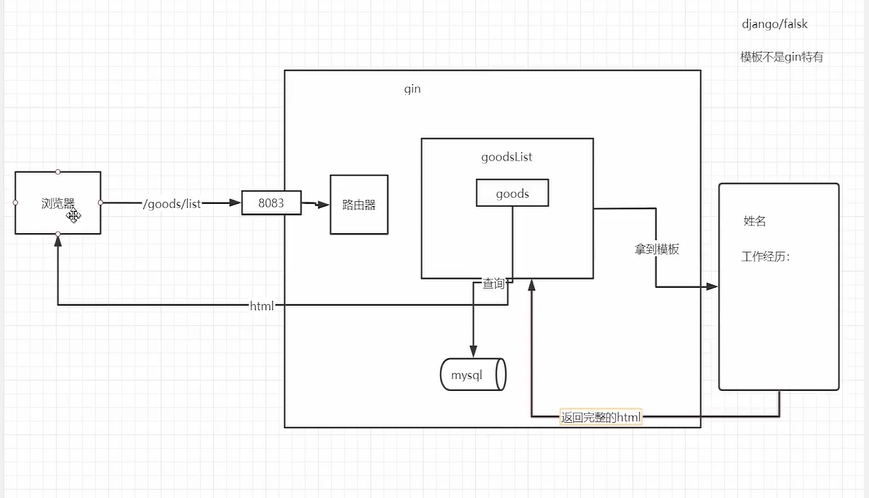 django/falsk
模板不是gin特有
gin
goodsList
goods
浏览器
/goods/list
8083
路由器
姓名
工作经历：
拿到模板
查询
html
mysql
返回完整的html